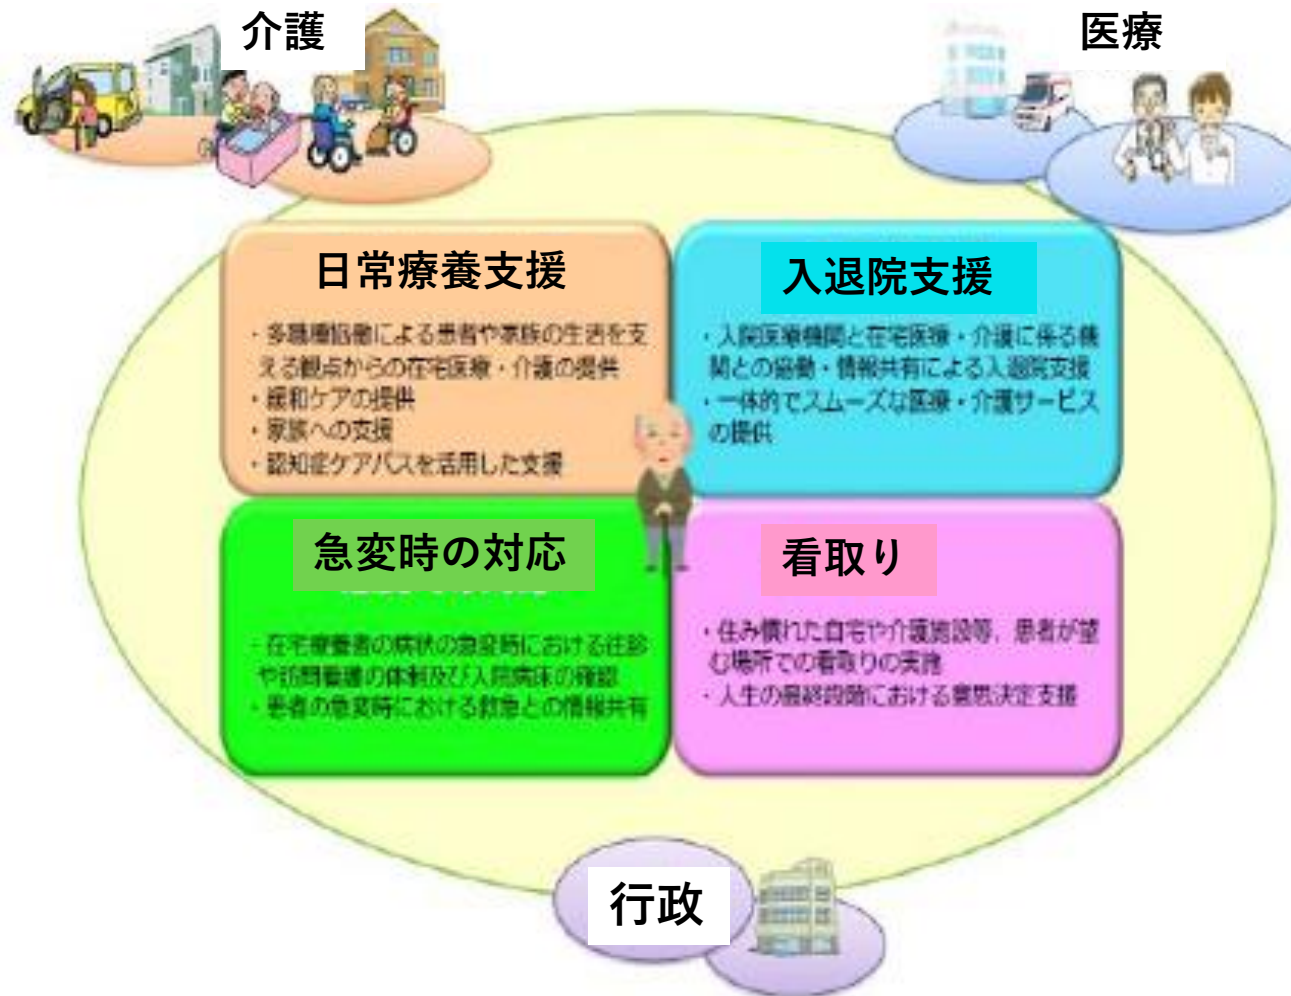 介護
医療
日常療養支援
・多職種協働による患者や家族の生活を支
える観点からの在宅医療・介護の提供
・緩和ケアの提供
・家族への支援
・認知症ケアパスを活用した支援
入退院支援
・入院医療機関と在宅医療・介護に係る機
関との協働・情報共有による入退院支援
・一体的でスムーズな医療・介護サービス
の提供
急変時の対応
・在宅療養者の病状の急変時における往診
や訪問看護の体制及び入院病床の確認
・患者の急変時における救急との情報共有
看取り
・住み慣れた自宅や介護施設等，患者が望
む場所での看取りの実施
・人生の最終段階における意思決定支援
行政